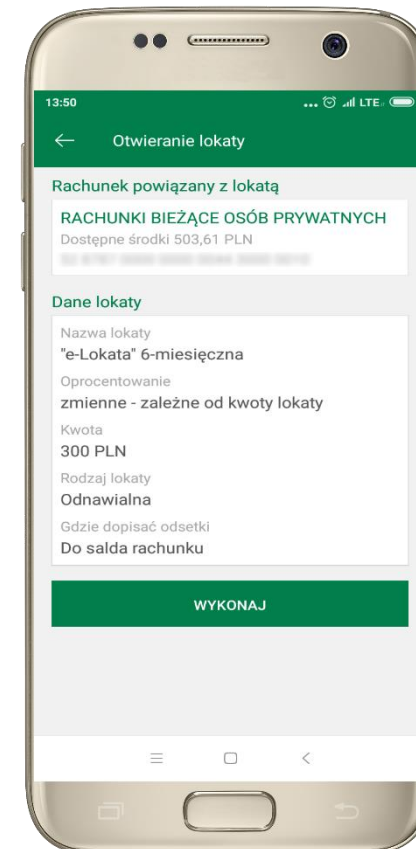 13:50
... LTE
Otwieranie lokaty
Rachunek powiązany z lokatą
RACHUNKI BIEŻĄCE OSÓB PRYWATNYCH
Dostępne środki 503,61 PLN
Dane lokaty
Nazwa lokaty
"e-Lokata" 6-miesięczna
Oprocentowanie
zmienne - zależne od kwoty lokaty
Kwota
300 PLN
Rodzaj lokaty
Odnawialna
Gdzie dopisać odsetki
Do salda rachunku
WYKONAJ